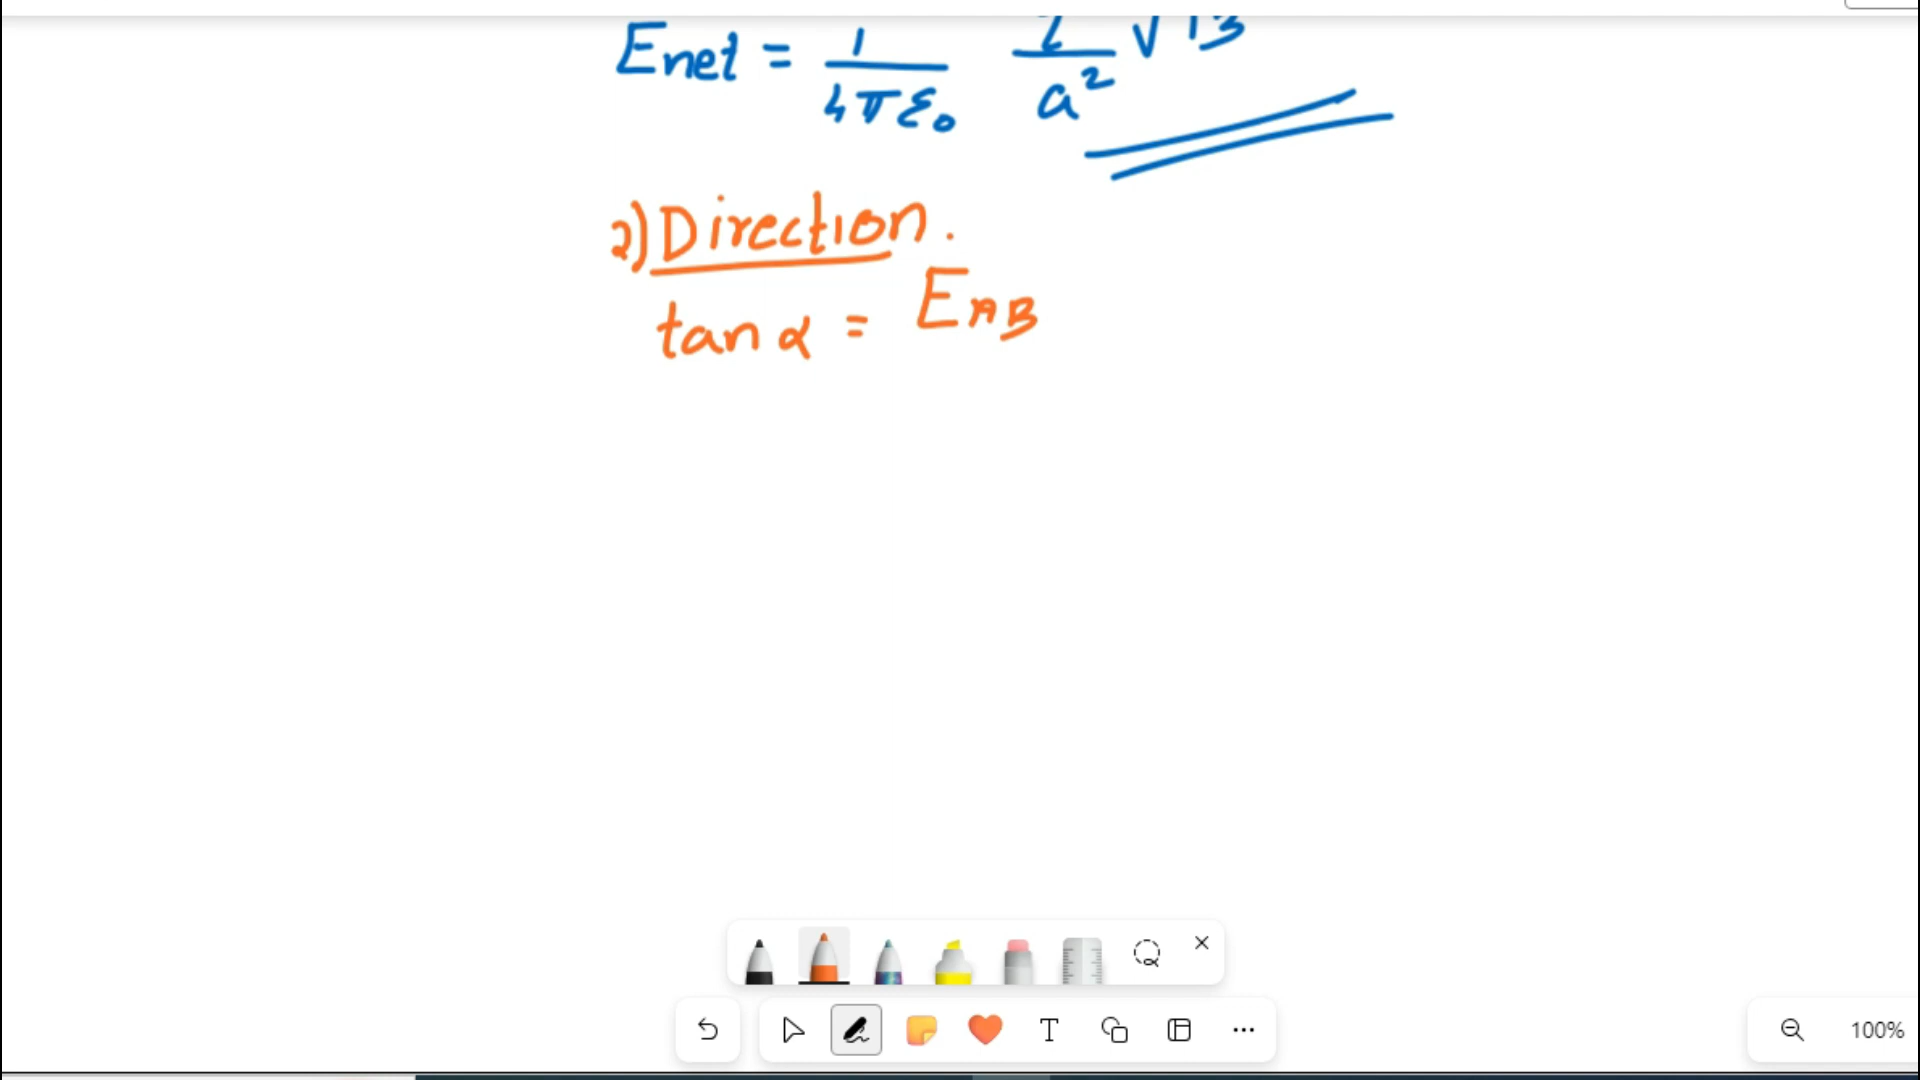 Enet = 1/4πε₀ /a² √13
2) Direction.
tan α = EAB
T
100%